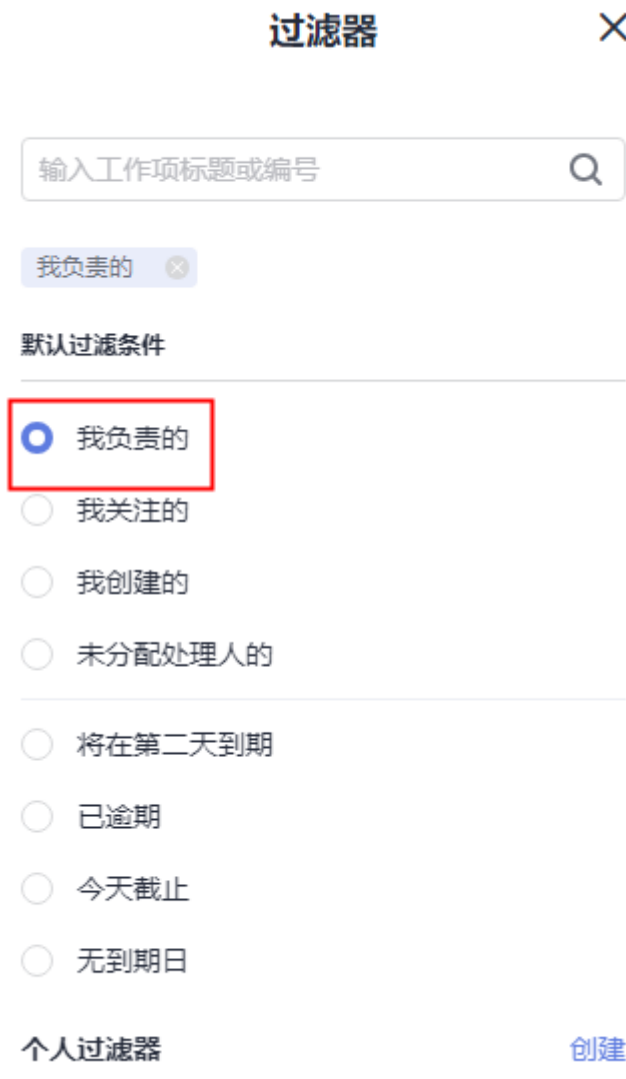 过滤器
输入工作项标题或编号
我负责的
默认过滤条件
我负责的
我关注的
我创建的
未分配处理人的
将在第二天到期
已逾期
今天截止
无到期日
个人过滤器 创建